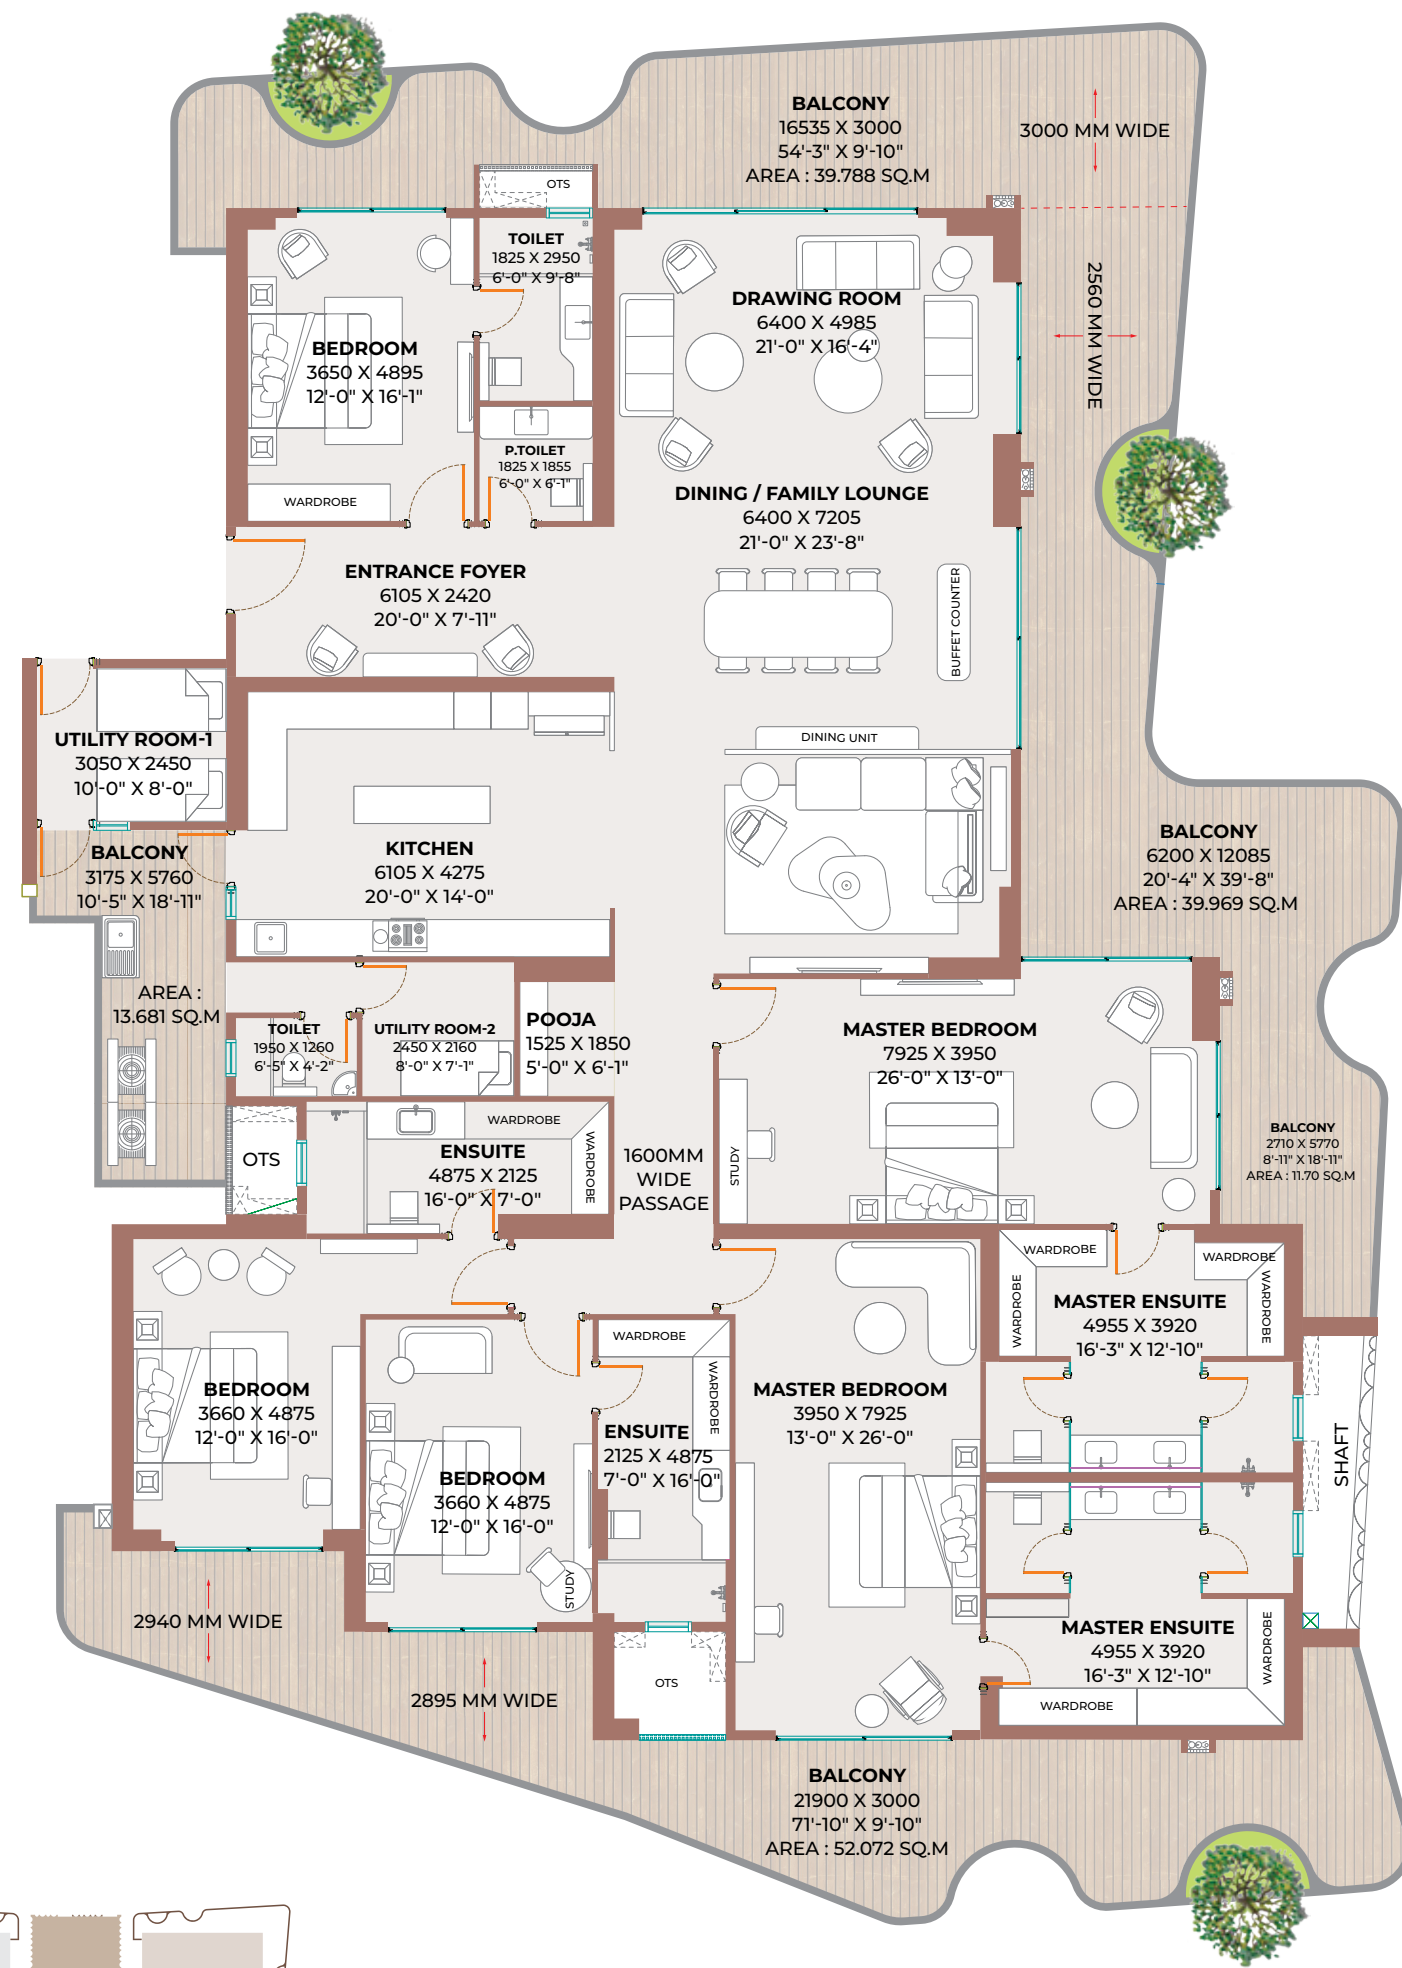 BALCONY
16535 X 3000
54'-3" X 9'-10"
AREA : 39.788 SQ.M
3000 MM WIDE
OTS
TOILET
1825 X 2950
6'-0" X 9'-8"
2560 MM WIDE
DRAWING ROOM
6400 X 4985
21'-0" X 16'-4"
BEDROOM
3650 X 4895
12'-0" X 16'-1"
P.TOILET
1825 X 1855
6'-0" X 6'-1"
WARDROBE
DINING / FAMILY LOUNGE
6400 X 7205
21'-0" X 23'-8"
ENTRANCE FOYER
6105 X 2420
20'-0" X 7'-11"
BUFFET COUNTER
DINING UNIT
UTILITY ROOM-1
3050 X 2450
10'-0" X 8'-0"
BALCONY
3175 X 5760
10'-5" X 18'-11"
KITCHEN
6105 X 4275
20'-0" X 14'-0"
BALCONY
6200 X 12085
20'-4" X 39'-8"
AREA : 39.969 SQ.M
AREA :
13.681 SQ.M
TOILET
1950 X 1260
6'-5" X 4'-2"
UTILITY ROOM-2
2450 X 2160
8'-0" X 7'-1"
POOJA
1525 X 1850
5'-0" X 6'-1"
MASTER BEDROOM
7925 X 3950
26'-0" X 13'-0"
STUDY
BALCONY
2710 X 5770
8'-11" X 18'-11"
AREA : 11.70 SQ.M
OTS
WARDROBE
WARDROBE
ENSUITE
4875 X 2125
16'-0" X 7'-0"
1600MM
WIDE
PASSAGE
WARDROBE
WARDROBE
WARDROBE
WARDROBE
MASTER ENSUITE
4955 X 3920
16'-3" X 12'-10"
WARDROBE
WARDROBE
BEDROOM
3660 X 4875
12'-0" X 16'-0"
ENSUITE
2125 X 4875
7'-0" X 16'-0"
MASTER BEDROOM
3950 X 7925
13'-0" X 26'-0"
SHAFT
BEDROOM
3660 X 4875
12'-0" X 16'-0"
STUDY
2940 MM WIDE
2895 MM WIDE
OTS
MASTER ENSUITE
4955 X 3920
16'-3" X 12'-10"
WARDROBE
WARDROBE
BALCONY
21900 X 3000
71'-10" X 9'-10"
AREA : 52.072 SQ.M